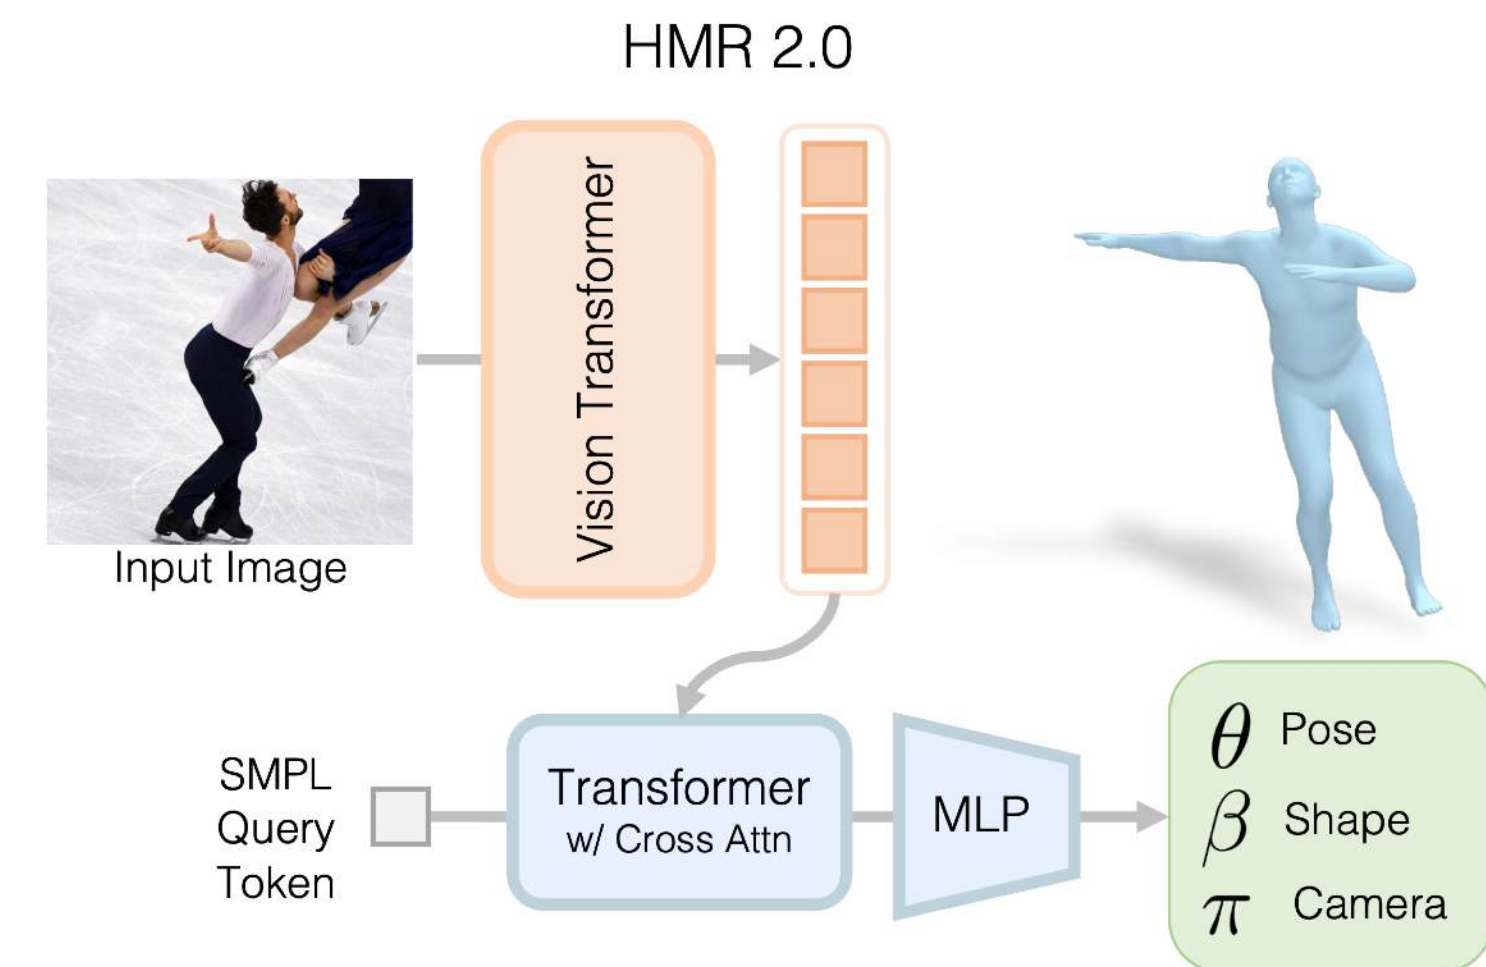 HMR 2.0
Vision Transformer
Input Image
SMPL
Query
Token
Transformer
w/ Cross Attn
MLP
θ Pose
β Shape
π Camera